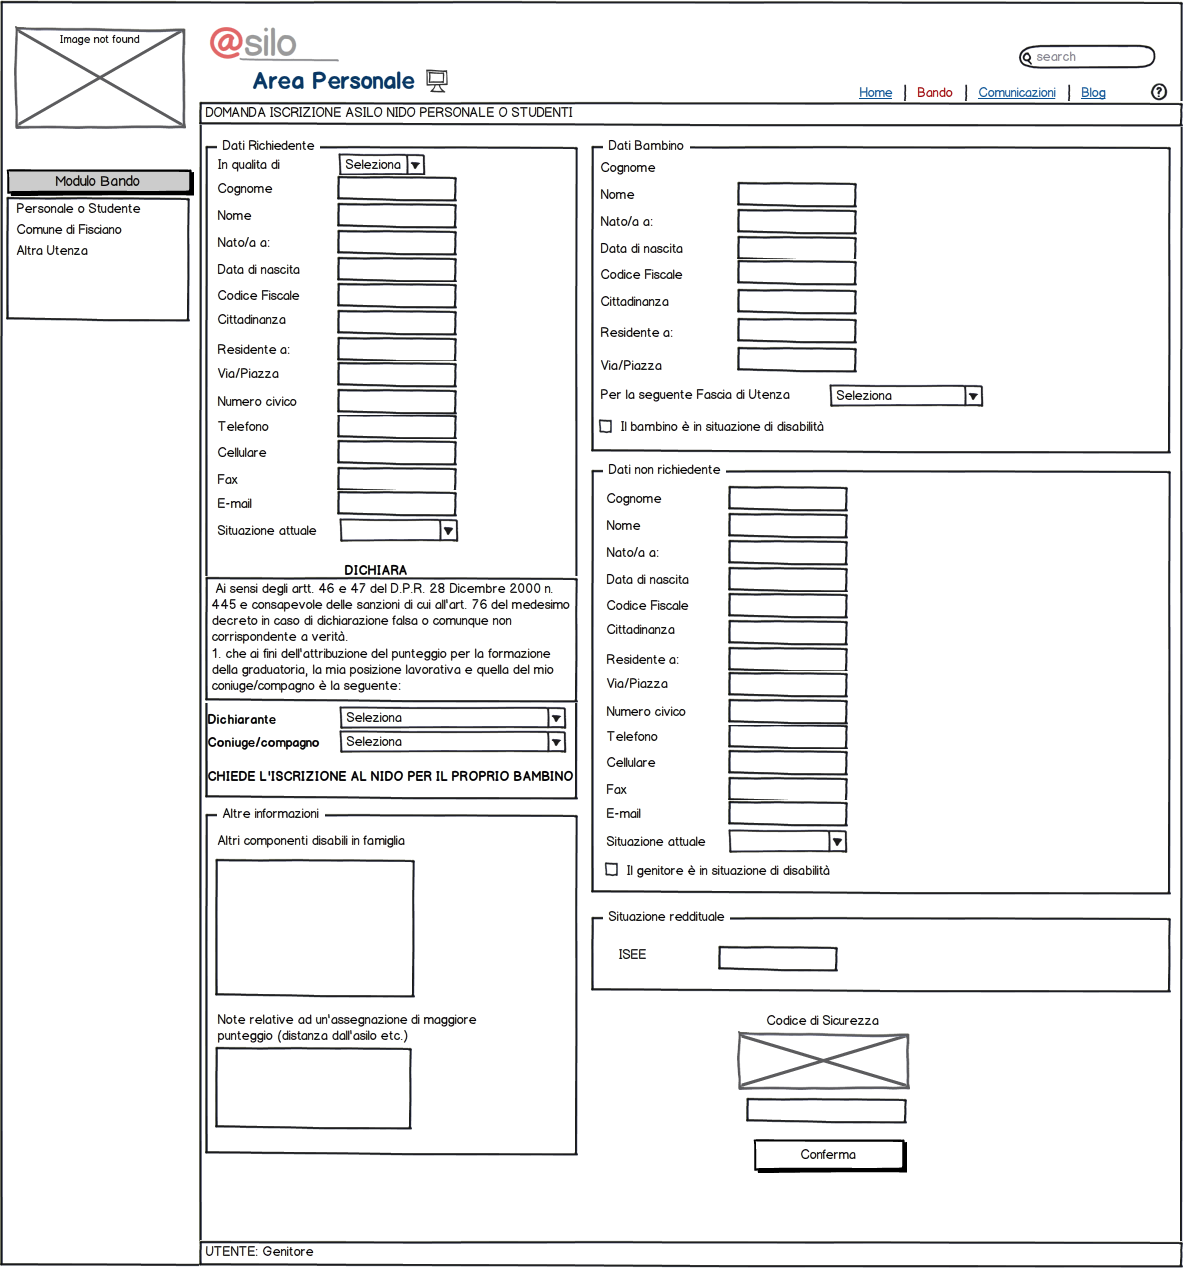 Image not found
@silo
Area Personale
search
Home
Bando
Comunicazioni
Blog
?
DOMANDA ISCRIZIONE ASILO NIDO PERSONALE O STUDENTI
Modulo Bando
Personale o Studente
Comune di Fisciano
Altra Utenza
Dati Richiedente
In qualita di
Seleziona
Cognome
Nome
Nato/a a:
Data di nascita
Codice Fiscale
Cittadinanza
Residente a:
Via/Piazza
Numero civico
Telefono
Cellulare
Fax
E-mail
Situazione attuale
DICHIARA
Ai sensi degli artt. 46 e 47 del D.P.R. 28 Dicembre 2000 n.
445 e consapevole delle sanzioni di cui all'art. 76 del medesimo
decreto in caso di dichiarazione falsa o comunque non
corrispondente a verità.
1. che ai fini dell'attribuzione del punteggio per la formazione
della graduatoria, la mia posizione lavorativa e quella del mio
coniuge/compagno è la seguente:
Dichiarante
Seleziona
Coniuge/compagno
Seleziona
CHIEDE L'ISCRIZIONE AL NIDO PER IL PROPRIO BAMBINO
Altre informazioni
Altri componenti disabili in famiglia
Note relative ad un'assegnazione di maggiore
punteggio (distanza dall'asilo etc.)
Dati Bambino
Cognome
Nome
Nato/a a:
Data di nascita
Codice Fiscale
Cittadinanza
Residente a:
Via/Piazza
Per la seguente Fascia di Utenza
Seleziona
Il bambino è in situazione di disabilità
Dati non richiedente
Cognome
Nome
Nato/a a:
Data di nascita
Codice Fiscale
Cittadinanza
Residente a:
Via/Piazza
Numero civico
Telefono
Cellulare
Fax
E-mail
Situazione attuale
Il genitore è in situazione di disabilità
Situazione reddituale
ISEE
Codice di Sicurezza
Conferma
UTENTE: Genitore